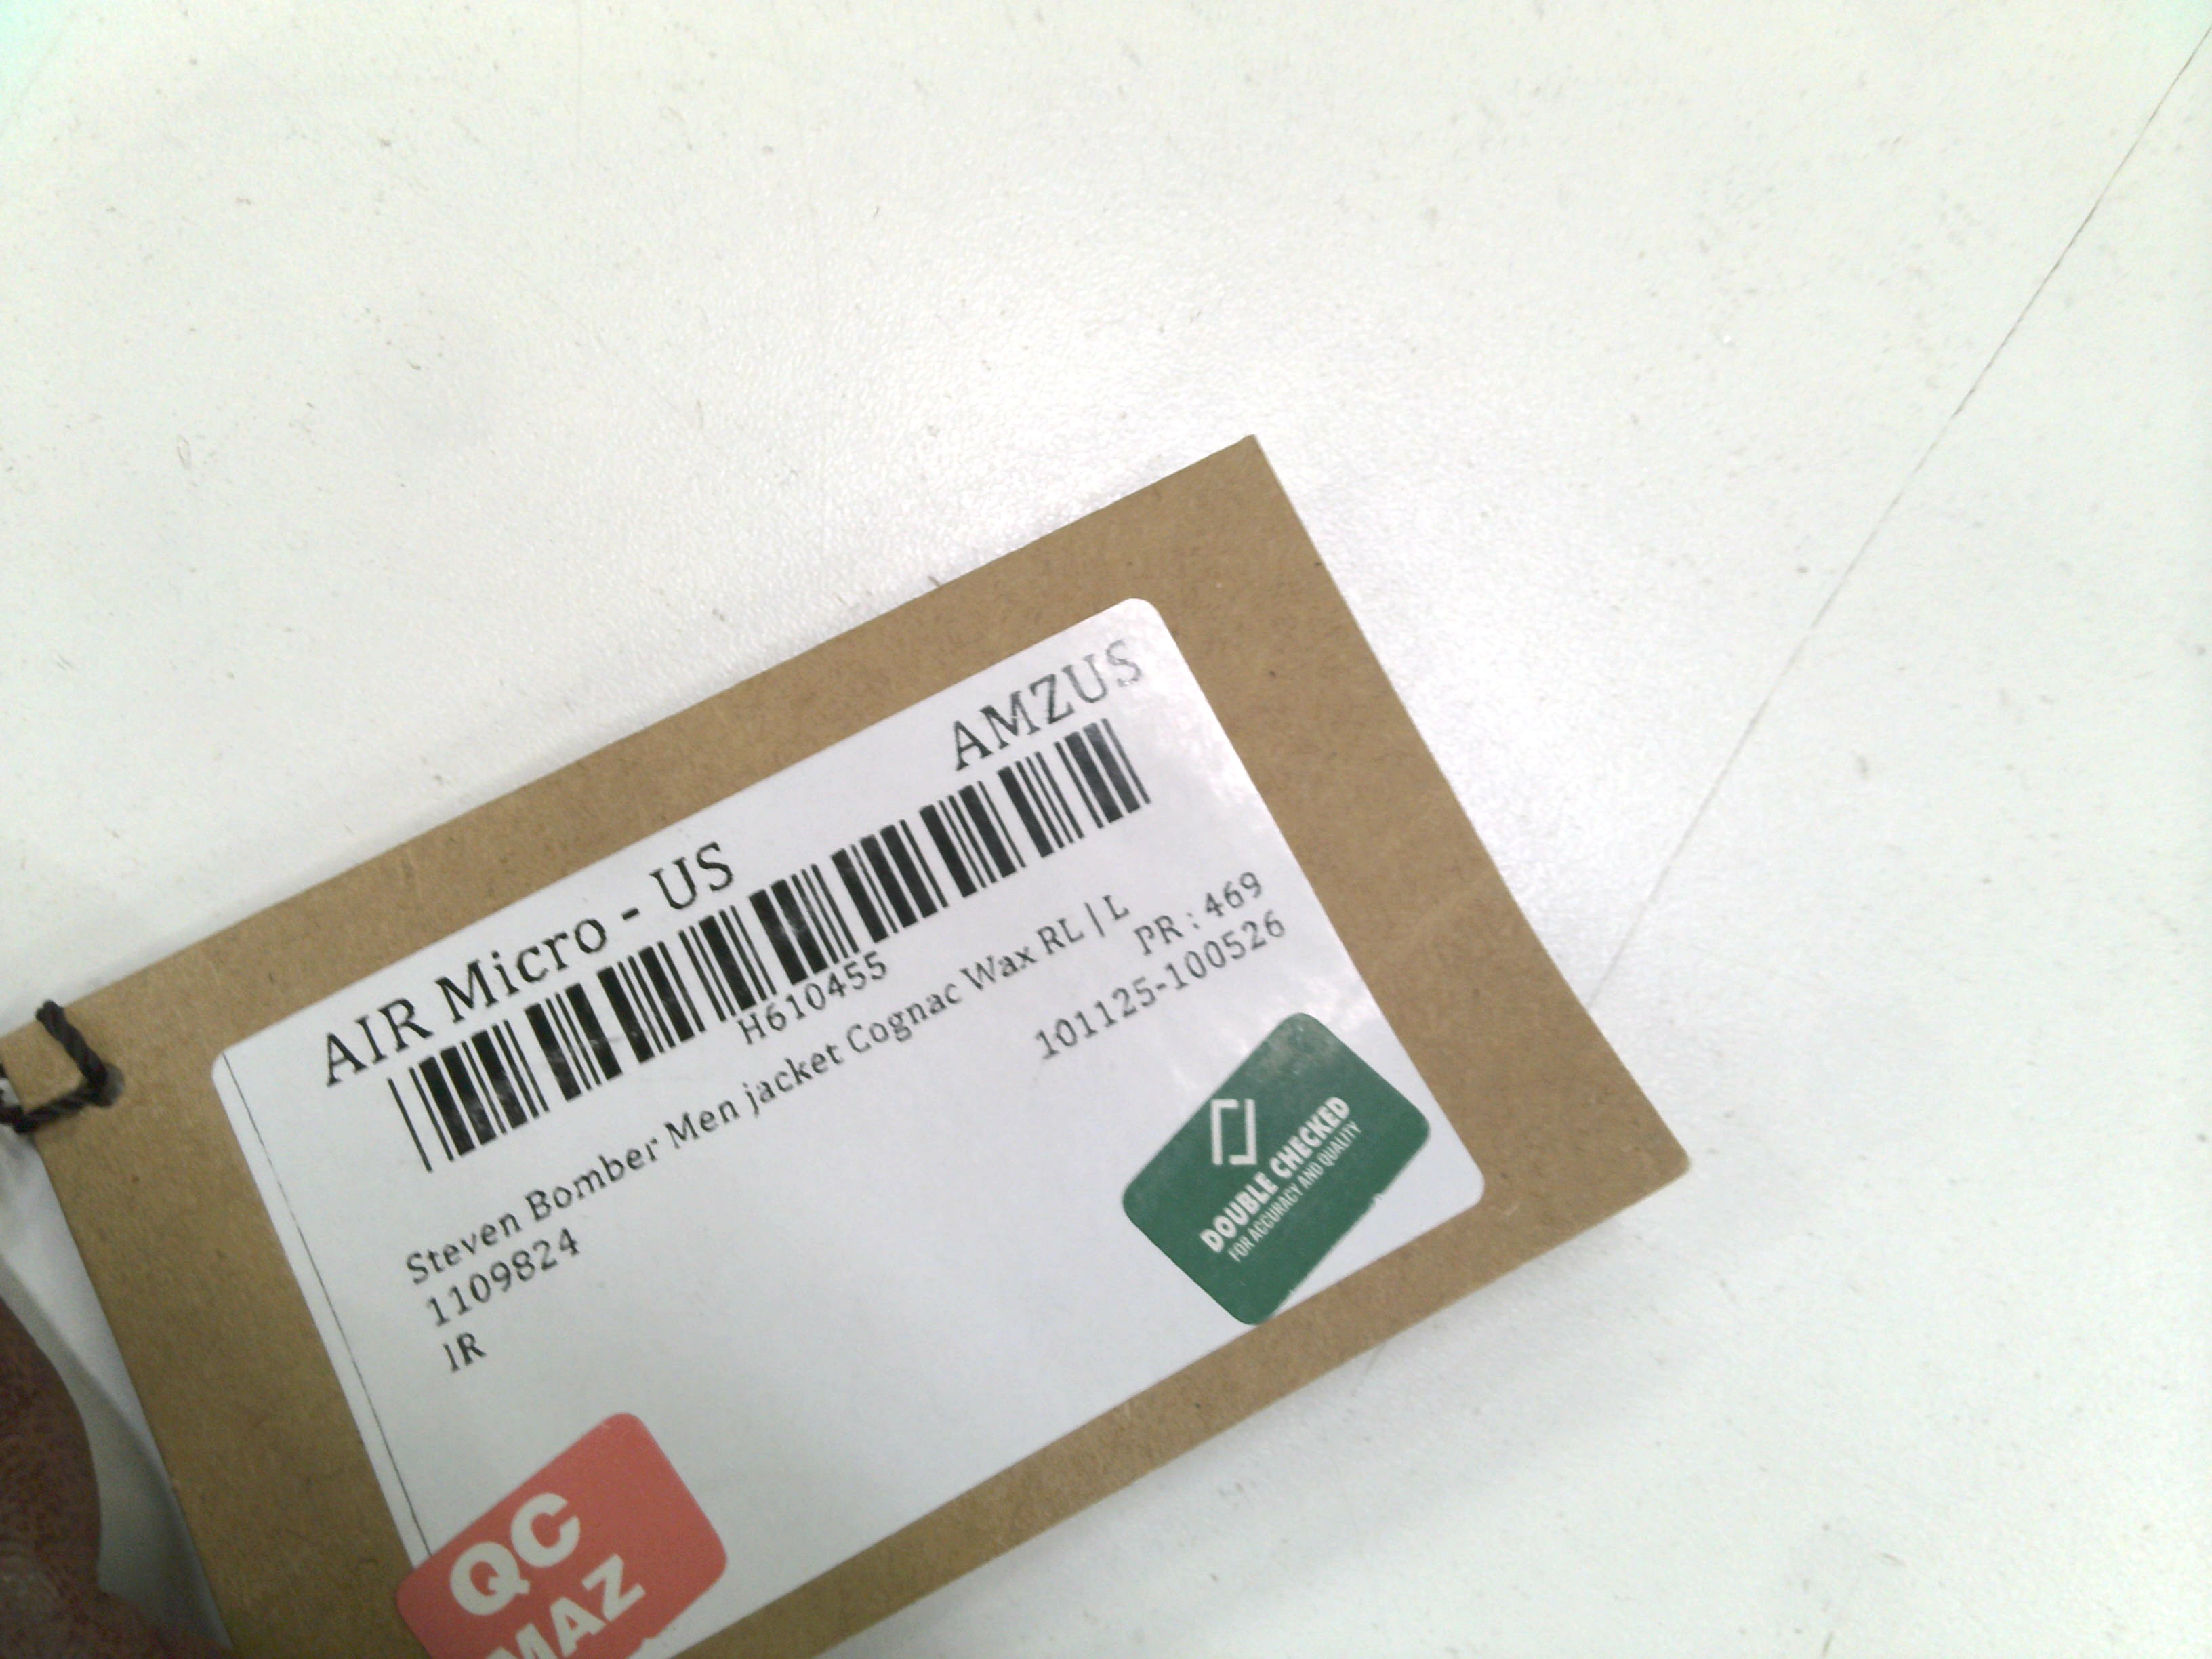 AIR Micro - US AMZUS
H610455
Steven Bomber Men jacket Cognac Wax RL | L
1109824 PR : 469
IR 101125-100526
DOUBLE CHECKED
FOR ACCURACY AND QUALITY
QC
MAZ